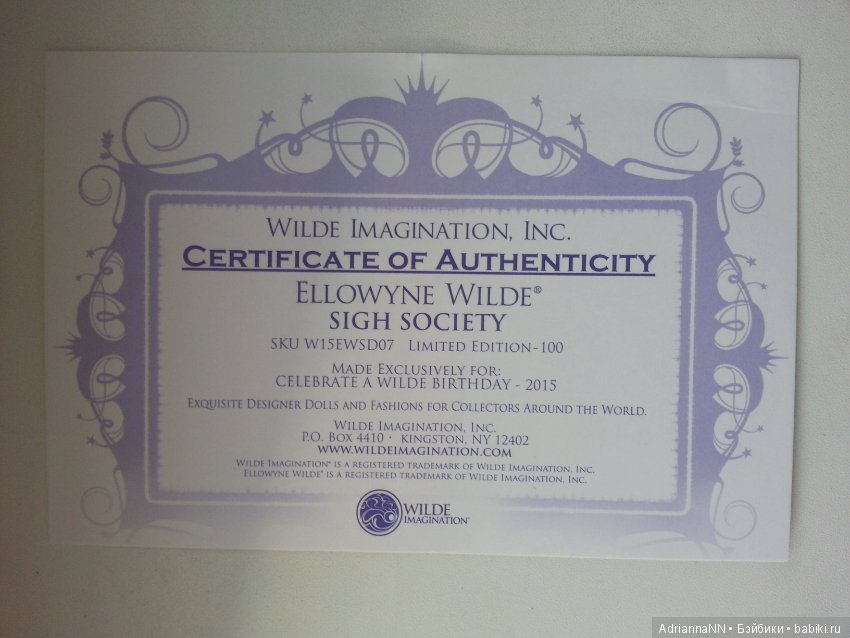 WILDE IMAGINATION, INC.
CERTIFICATE OF AUTHENTICITY
ELLOWYNE WILDE®
SIGH SOCIETY
SKU W15EWSD07 LIMITED EDITION-100
MADE EXCLUSIVELY FOR:
CELEBRATE A WILDE BIRTHDAY - 2015
EXQUISITE DESIGNER DOLLS AND FASHIONS FOR COLLECTORS AROUND THE WORLD.
WILDE IMAGINATION, INC.
P.O. BOX 4410 · KINGSTON, NY 12402
WWW.WILDEIMAGINATION.COM
WILDE IMAGINATION® IS A REGISTERED TRADEMARK OF WILDE IMAGINATION, INC.
ELLOWYNE WILDE® IS A REGISTERED TRADEMARK OF WILDE IMAGINATION, INC.
WILDE
IMAGINATION®
AdriannaNN • Бэйбики • babiki.ru